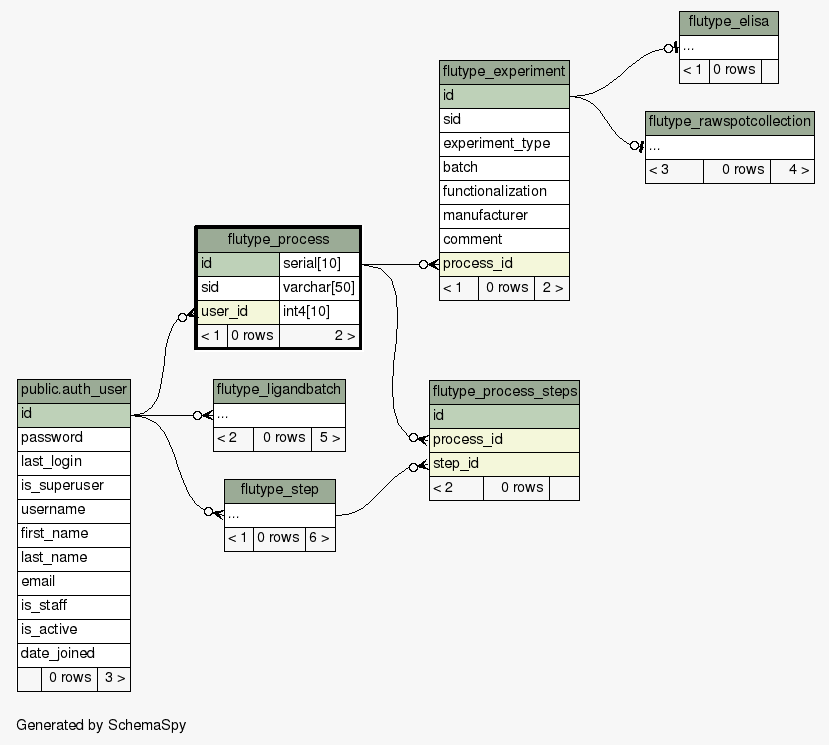 flutype_elisa
...
< 1 0 rows
flutype_rawspotcollection
...
< 3 0 rows 4 >
flutype_experiment
id
sid
experiment_type
batch
functionalization
manufacturer
comment
process_id
< 1 0 rows 2 >
flutype_process
id serial[10]
sid varchar[50]
user_id int4[10]
< 1 0 rows 2 >
public.auth_user
id
password
last_login
is_superuser
username
first_name
last_name
email
is_staff
is_active
date_joined
0 rows 3 >
flutype_ligandbatch
...
< 2 0 rows 5 >
flutype_step
...
< 1 0 rows 6 >
flutype_process_steps
id
process_id
step_id
< 2 0 rows
Generated by SchemaSpy